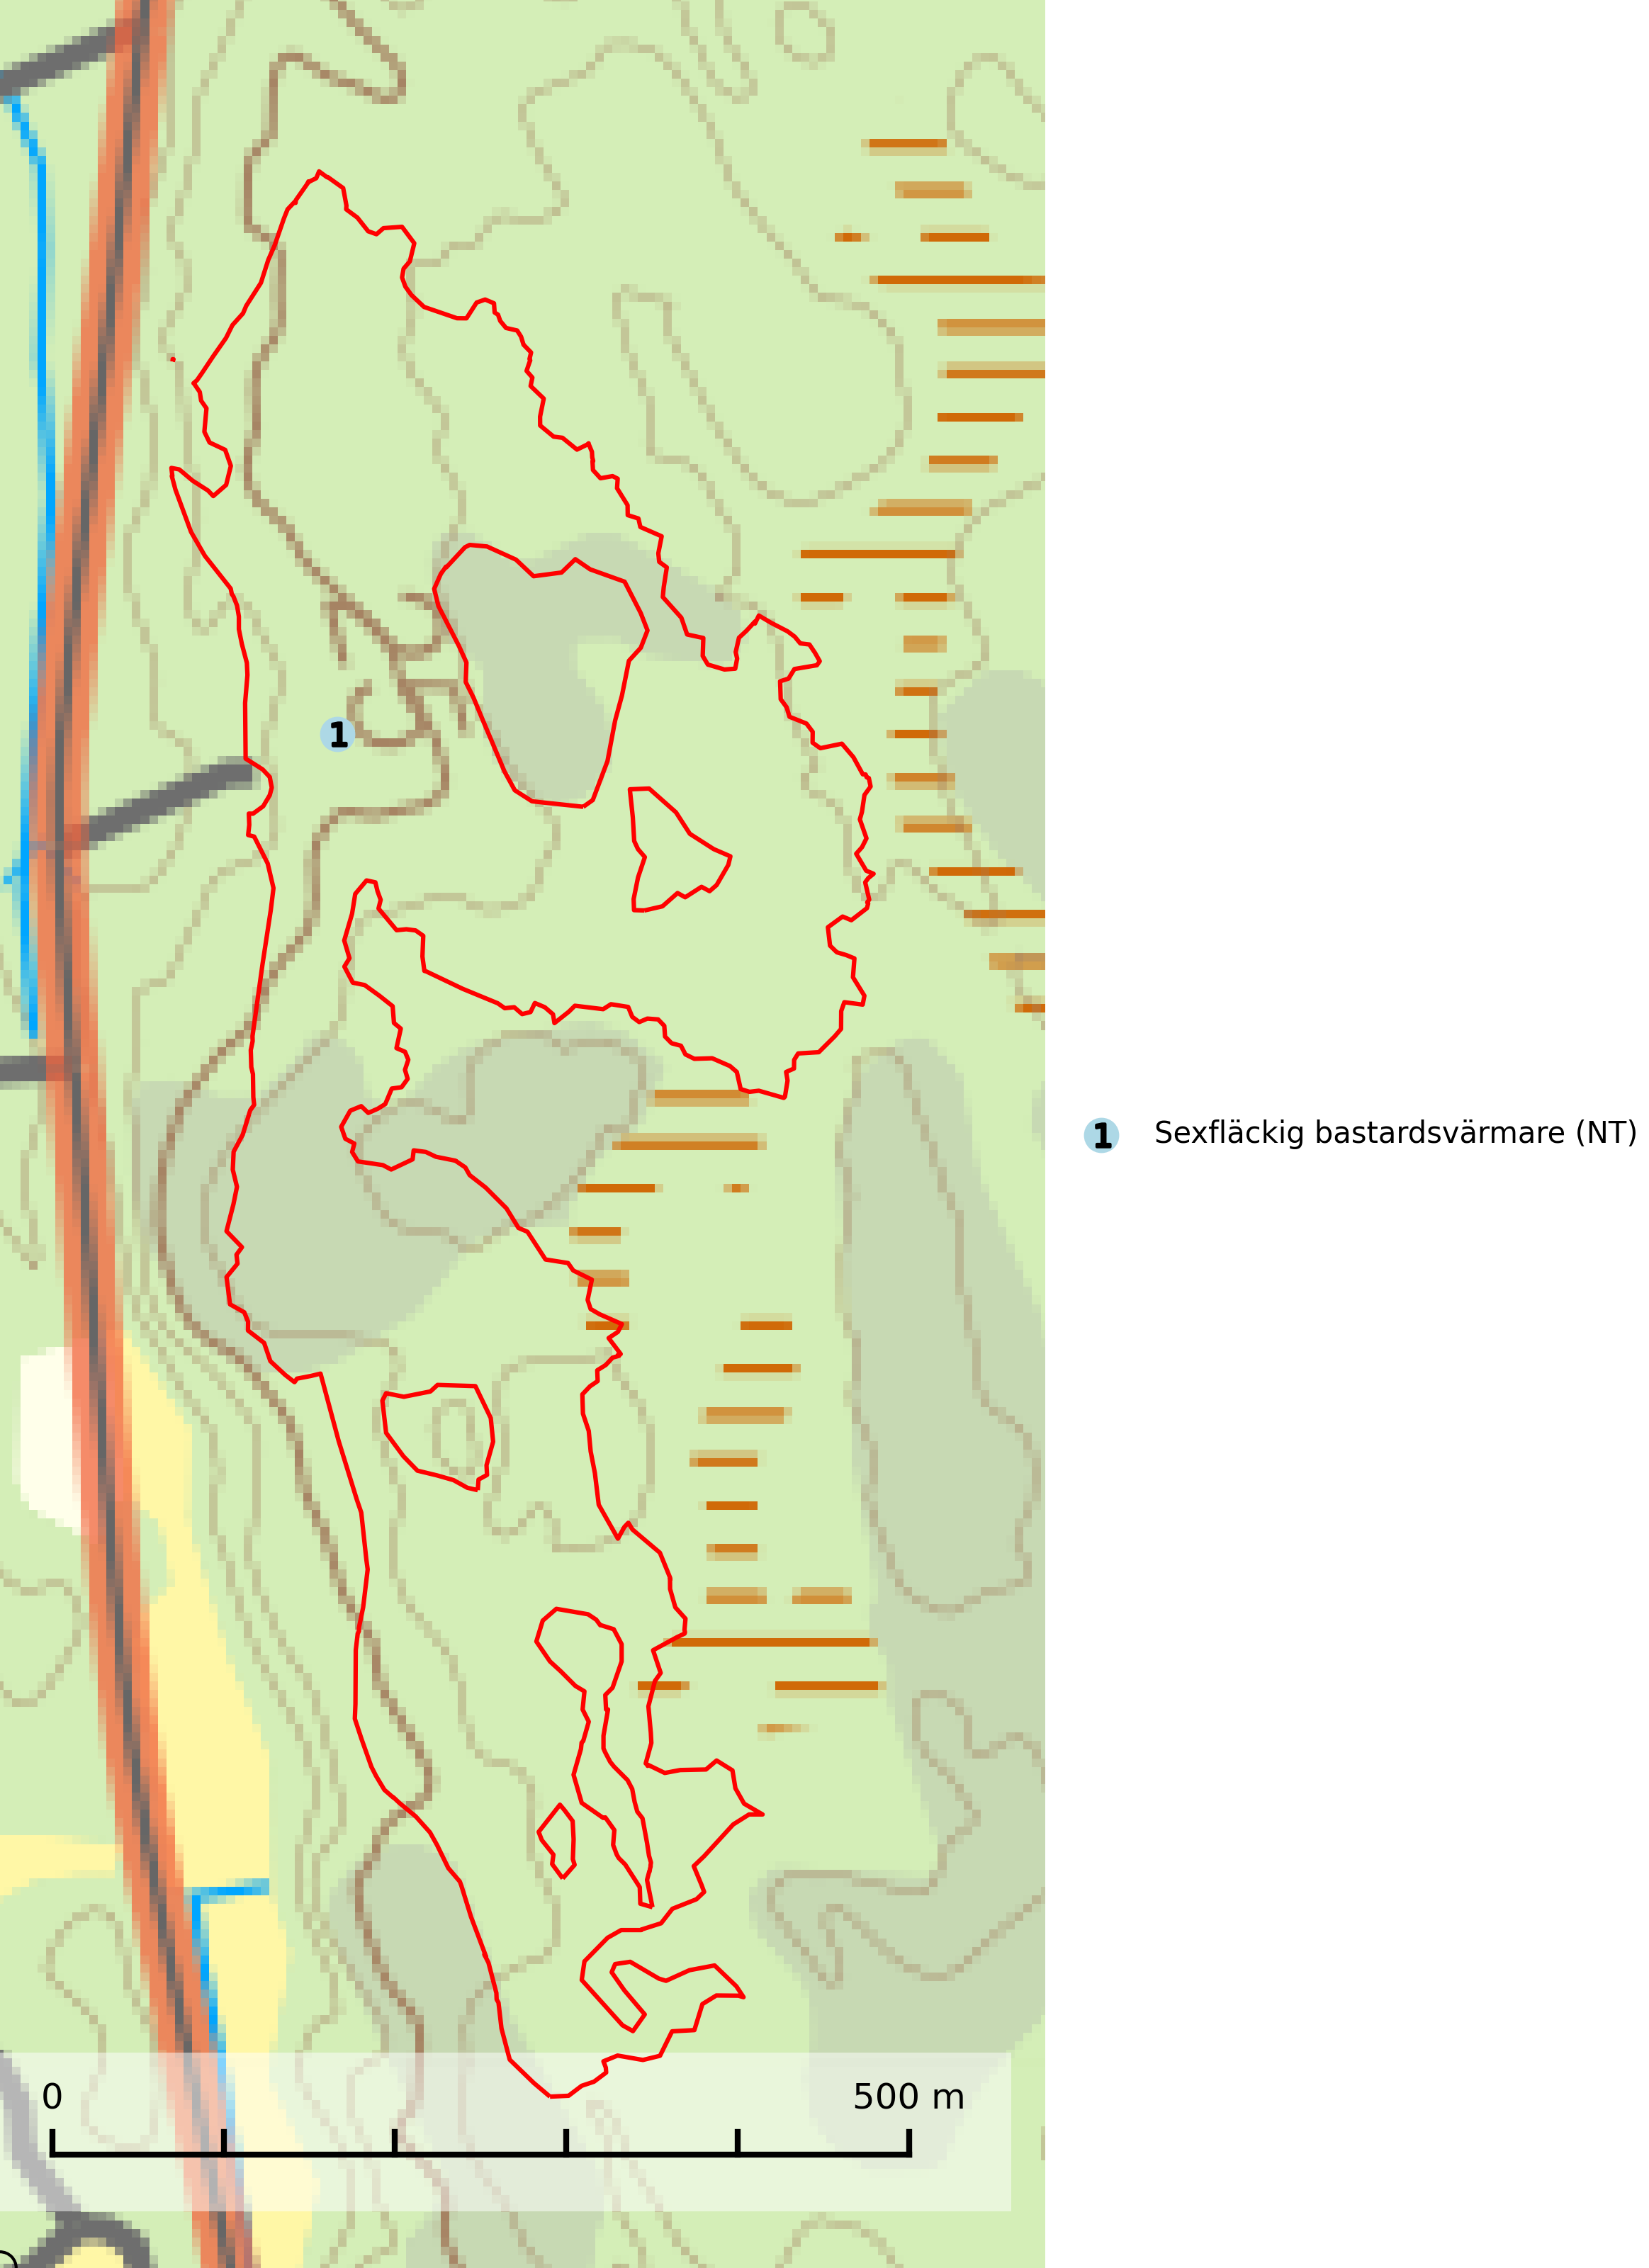 1
1 Sexfläckig bastardsvärmare (NT)
0 500 m